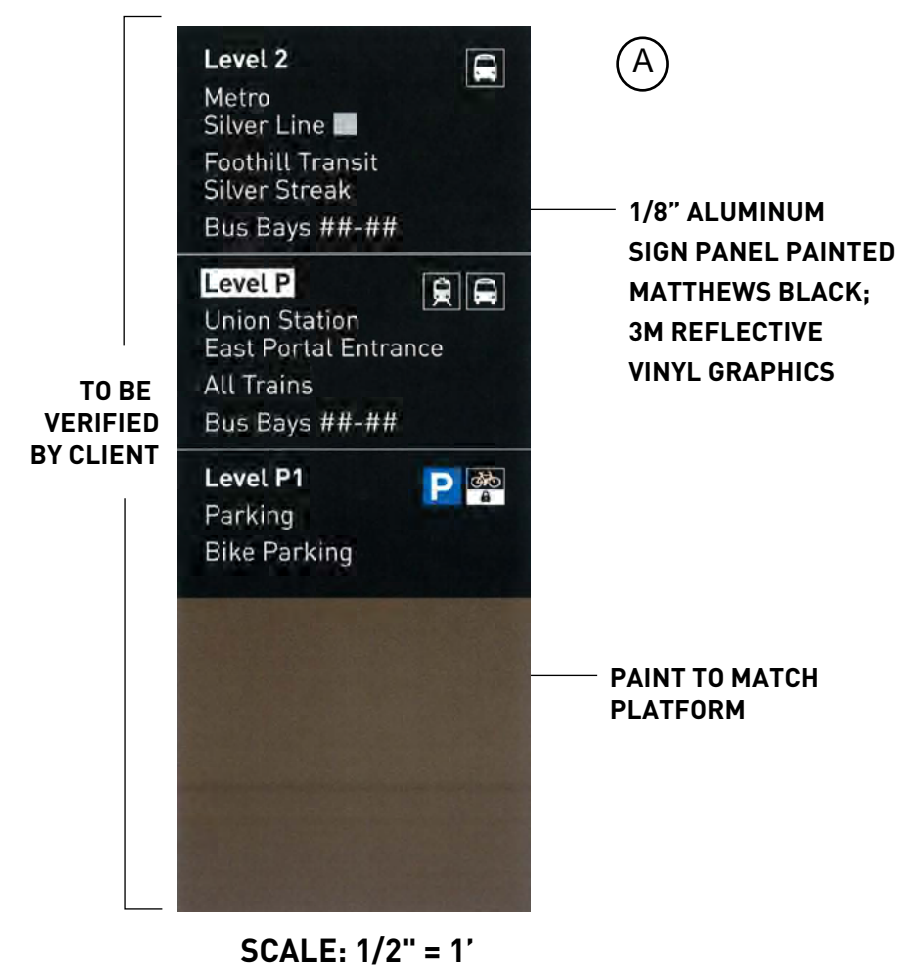 Level 2
Metro
Silver Line
Foothill Transit
Silver Streak
Bus Bays ##-##
Level P
Union Station
East Portal Entrance
All Trains
Bus Bays ##-##
Level P1
P
Parking
Bike Parking
A
1/8” ALUMINUM
SIGN PANEL PAINTED
MATTHEWS BLACK;
3M REFLECTIVE
VINYL GRAPHICS
TO BE
VERIFIED
BY CLIENT
PAINT TO MATCH
PLATFORM
SCALE: 1/2" = 1’